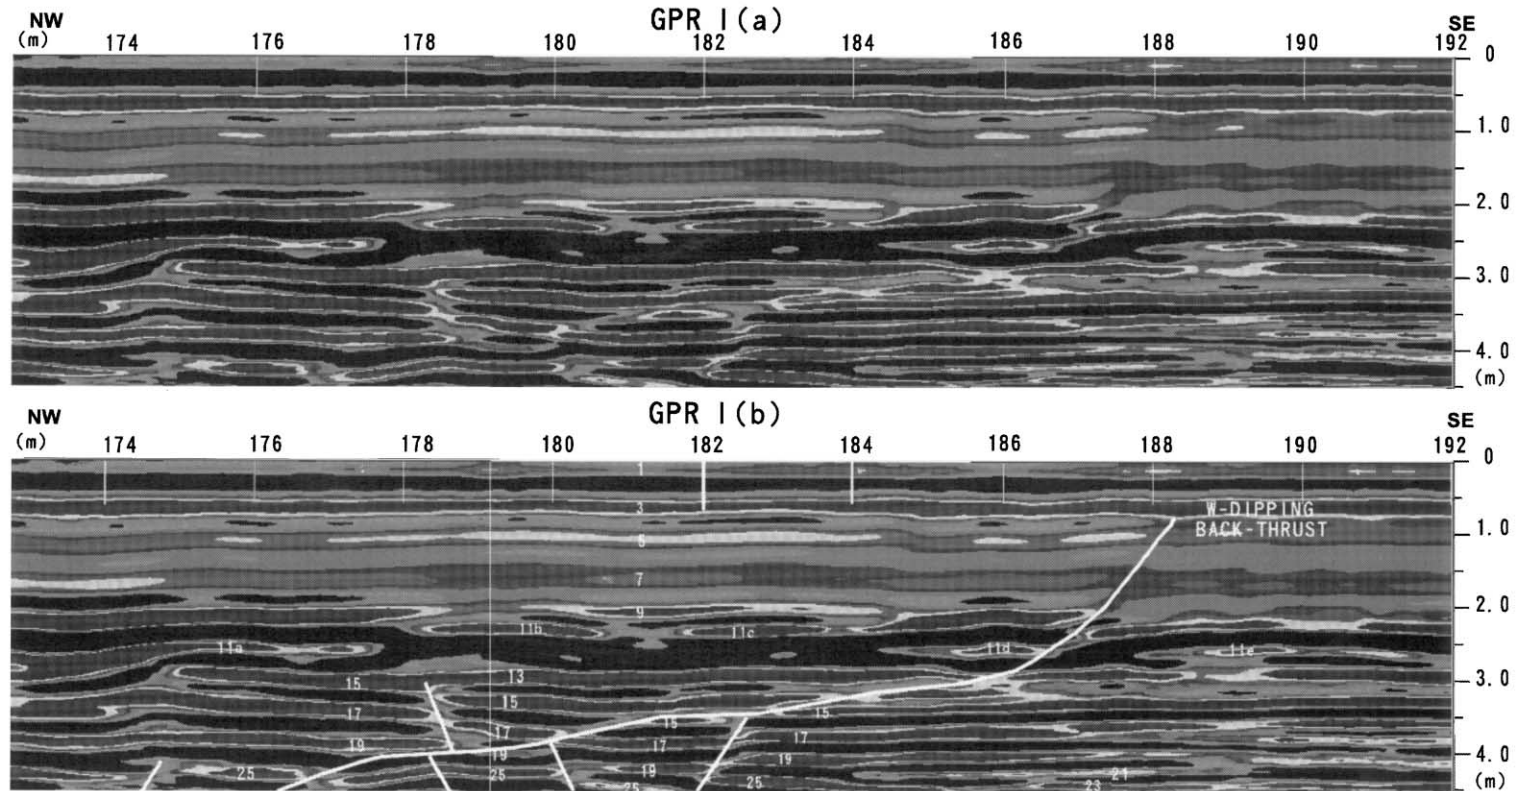 GPR I(a)
NW SE
(m) 174 176 178 180 182 184 186 188 190 192 0
1.0
2.0
3.0
4.0
(m)
GPR I(b)
NW SE
(m) 174 176 178 180 182 184 186 188 190 192 0
1
3
W-DIPPING
BACK-THRUST
1.0
5
7
9
2.0
11b 11c
11a 11d 11e
13
3.0
15 15
17 15 15
17 17 17
19 19 19
4.0
25 25 19 21
25 25 23
(m)